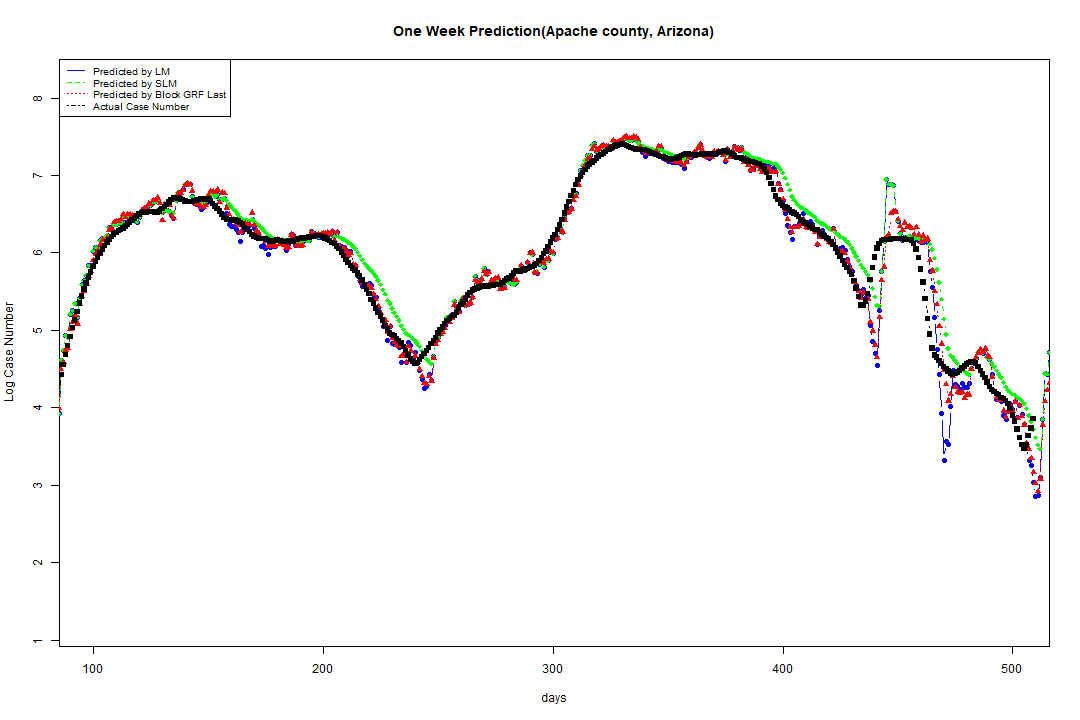 One Week Prediction(Apache county, Arizona)
Predicted by LM
Predicted by SLM
Predicted by Block GRF Last
Actual Case Number
8
7
6
5
4
3
2
1
Log Case Number
100 200 300 400 500
days